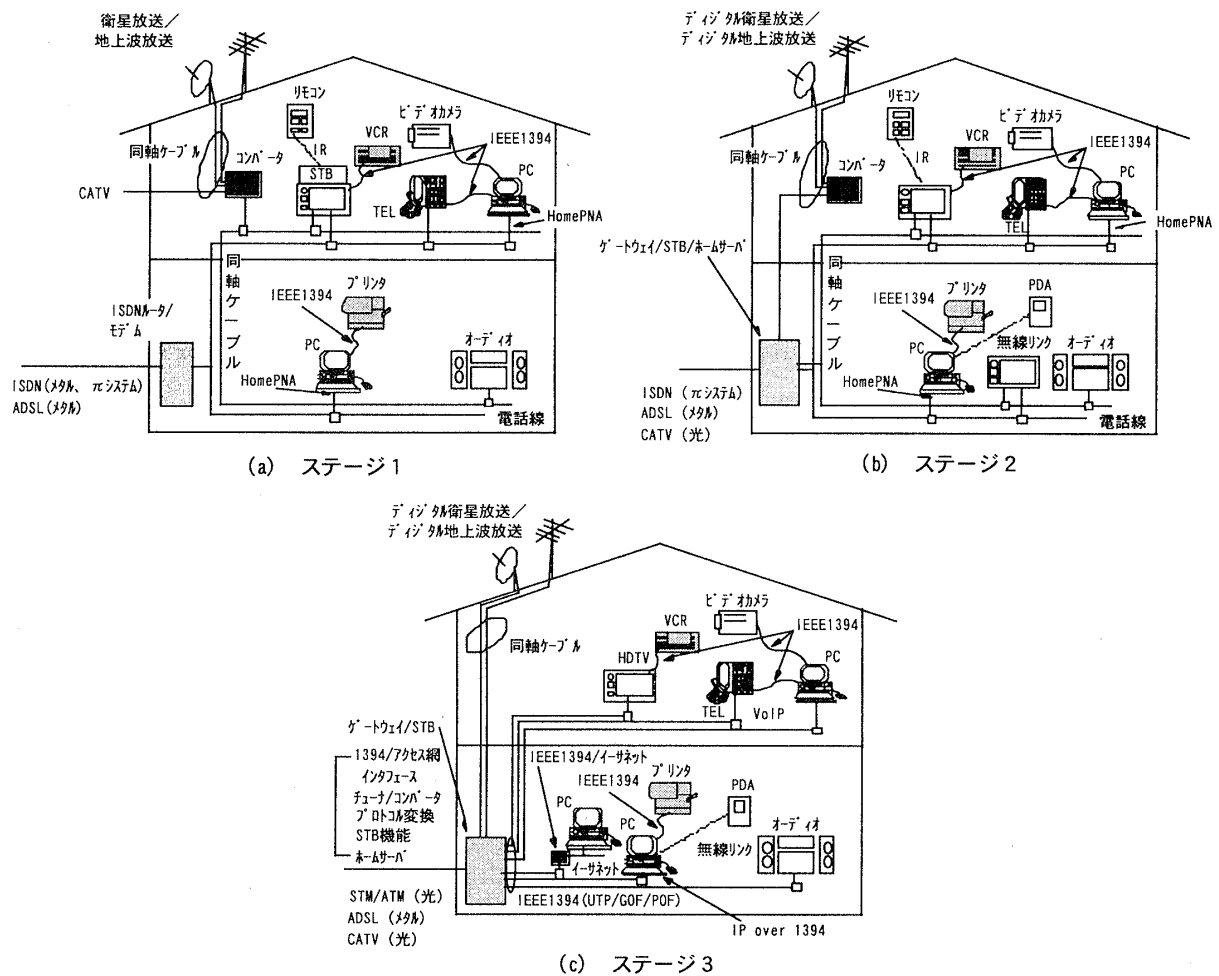 衛星放送／
地上波放送
リモコン
ビデオカメラ
VCR
IEEE1394
同軸ケーブル
コンバータ
IR
STB
PC
CATV
TEL
HomePNA
同軸ケーブル
プリンタ
IEEE1394
ISDNルータ/
モデム
オーディオ
PC
ISDN(メタル、πシステム)
ADSL(メタル)
HomePNA
電話線
(a) ステージ1
ディジタル衛星放送／
ディジタル地上波放送
リモコン
ビデオカメラ
VCR
IEEE1394
同軸ケーブル
コンバータ
IR
PC
TEL
HomePNA
ゲートウェイ/STB/ホームサーバ
同軸ケーブル
プリンタ
PDA
IEEE1394
無線リンク
オーディオ
PC
HomePNA
ISDN (πシステム)
ADSL (メタル)
CATV (光)
電話線
(b) ステージ2
ディジタル衛星放送／
ディジタル地上波放送
ビデオカメラ
VCR
IEEE1394
同軸ケーブル
HDTV
PC
TEL
VoIP
ゲートウェイ/STB
1394/アクセス網
インタフェース
チューナ/コンバータ
プロトコル変換
STB機能
ホームサーバ
IEEE1394/イーサネット
IEEE1394
プリンタ
PDA
PC
PC
オーディオ
無線リンク
イーサネット
STM/ATM (光)
ADSL (メタル)
CATV (光)
IEEE1394(UTP/GOF/POF)
IP over 1394
(c) ステージ3